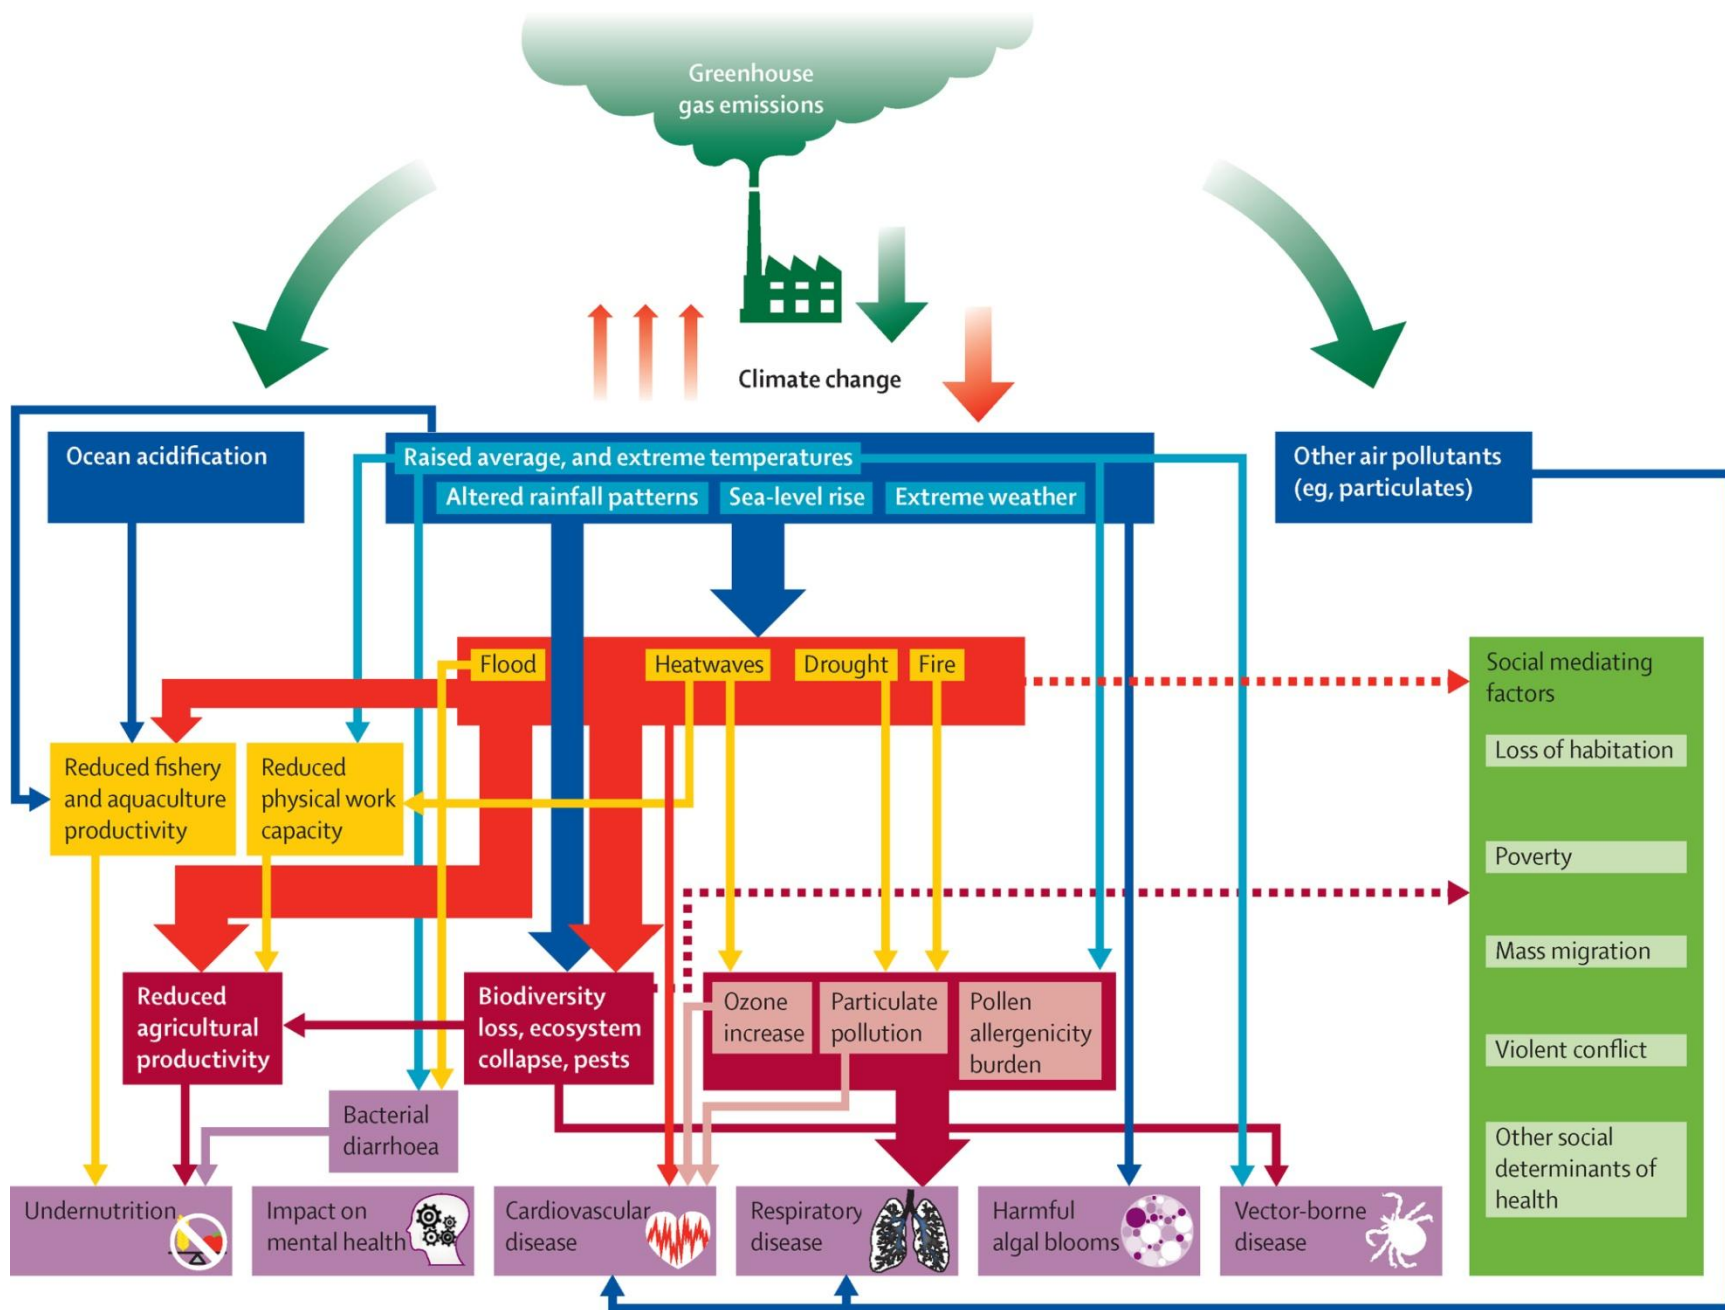 Greenhouse
gas emissions
Climate change
Ocean acidification
Raised average, and extreme temperatures
Altered rainfall patterns
Sea-level rise
Extreme weather
Other air pollutants
(eg, particulates)
Flood
Heatwaves
Drought
Fire
Social mediating
factors
Loss of habitation
Poverty
Mass migration
Violent conflict
Other social
determinants of
health
Reduced fishery
and aquaculture
productivity
Reduced
physical work
capacity
Reduced
agricultural
productivity
Biodiversity
loss, ecosystem
collapse, pests
Ozone
increase
Particulate
pollution
Pollen
allergenicity
burden
Bacterial
diarrhoea
Undernutrition
Impact on
mental health
Cardiovascular
disease
Respiratory
disease
Harmful
algal blooms
Vector-borne
disease